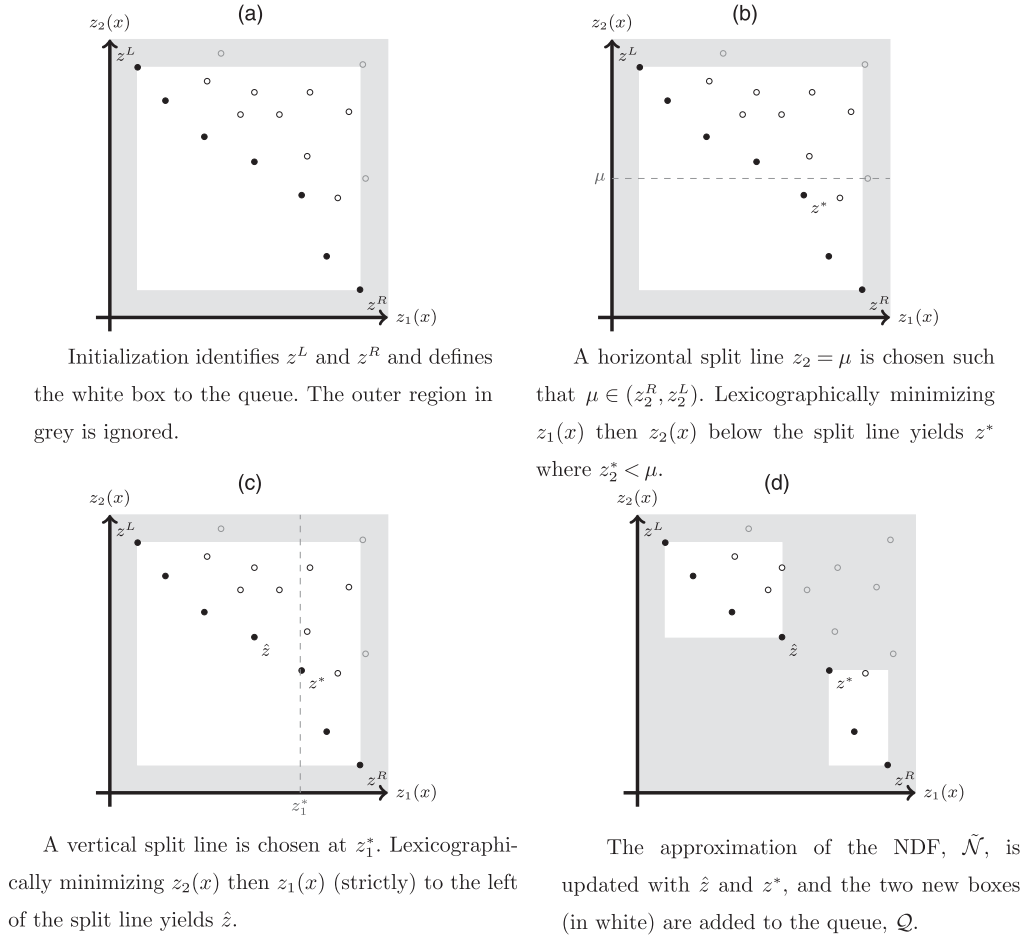 (a)
z₂(x)
z^L
z^R
z₁(x)
Initialization identifies z^L and z^R and defines
the white box to the queue. The outer region in
grey is ignored.
(b)
z₂(x)
z^L
μ
z*
z^R
z₁(x)
A horizontal split line z₂ = μ is chosen such
that μ ∈ (z₂^R, z₂^L). Lexicographically minimizing
z₁(x) then z₂(x) below the split line yields z*
where z₂* < μ.
(c)
z₂(x)
z^L
ẑ
z*
z^R
z₁(x)
z₁*
A vertical split line is chosen at z₁*. Lexicographi-
cally minimizing z₂(x) then z₁(x) (strictly) to the left
of the split line yields ẑ.
(d)
z₂(x)
z^L
ẑ
z*
z^R
z₁(x)
The approximation of the NDF, 𝒩̃, is
updated with ẑ and z*, and the two new boxes
(in white) are added to the queue, 𝒬.